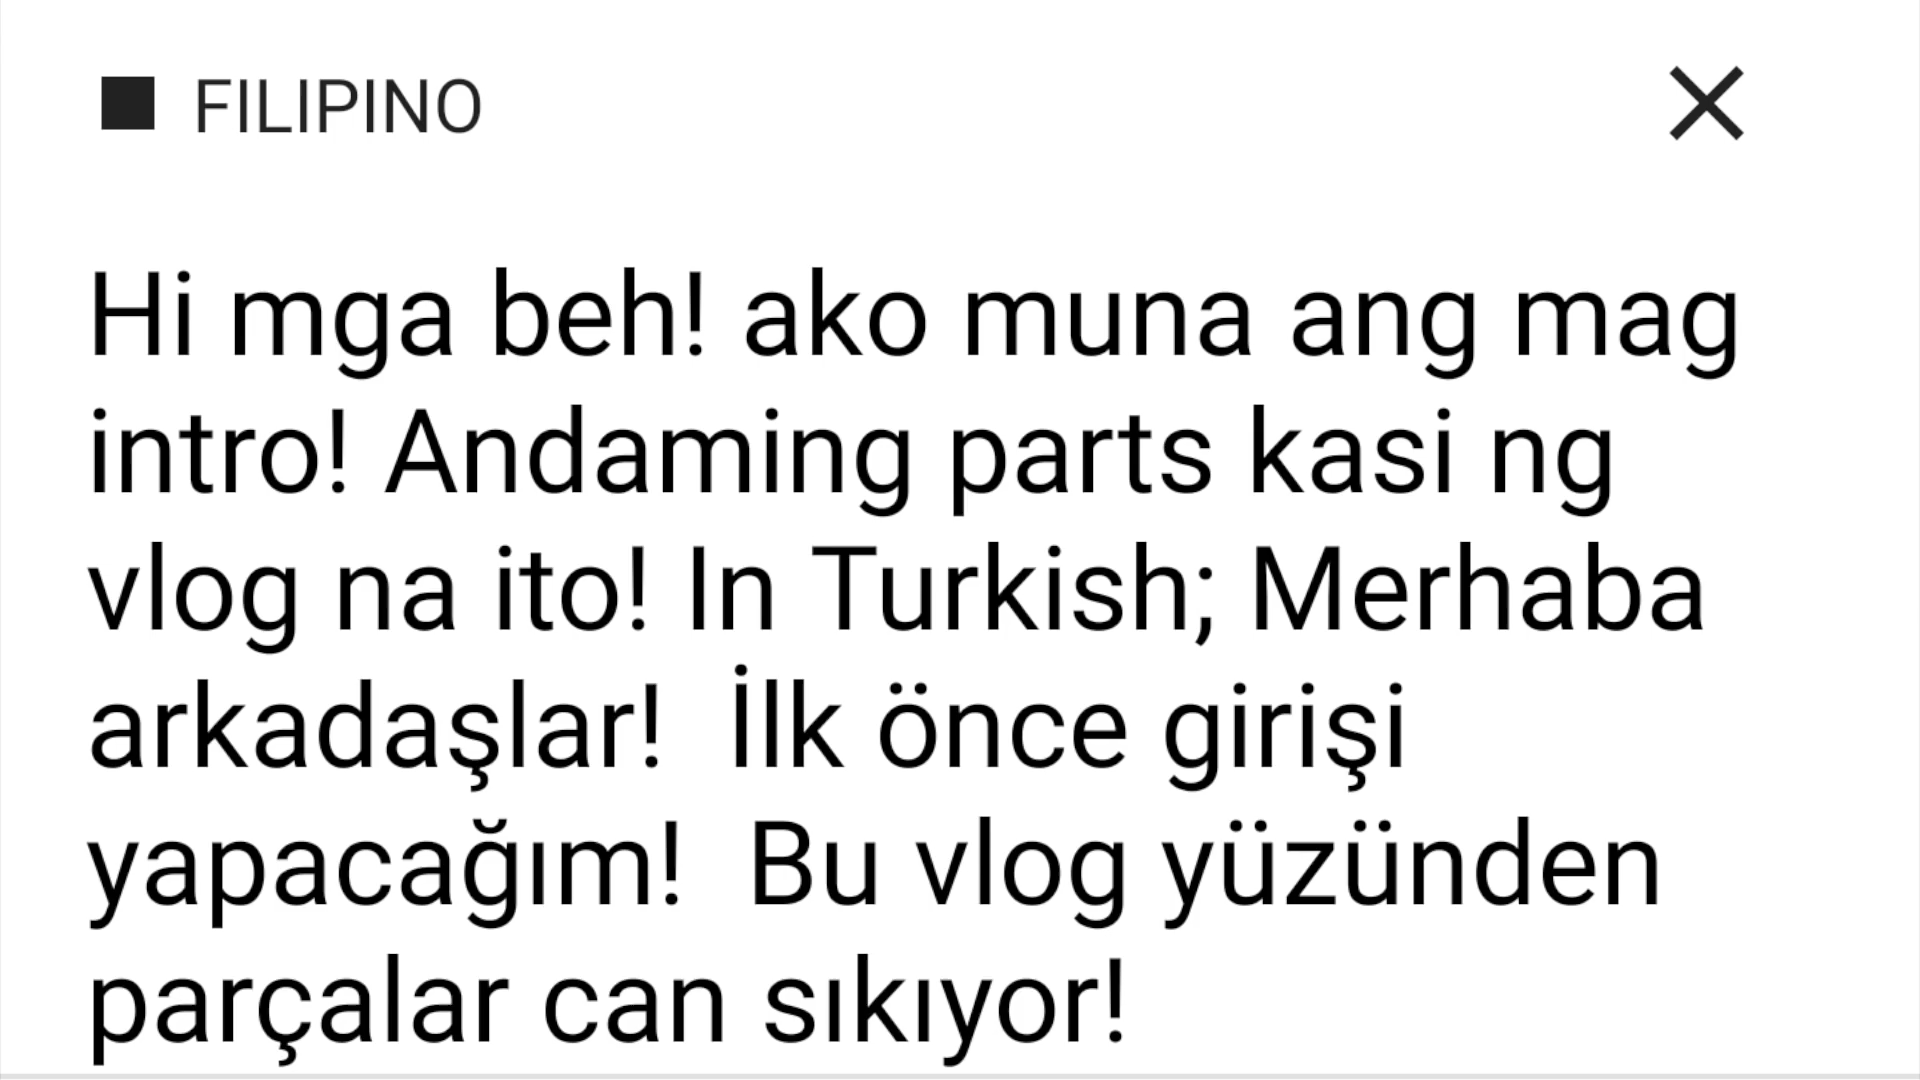 FILIPINO
Hi mga beh! ako muna ang mag
intro! Andaming parts kasi ng
vlog na ito! In Turkish; Merhaba
arkadaşlar!  İlk önce girişi
yapacağım!  Bu vlog yüzünden
parçalar can sıkıyor!